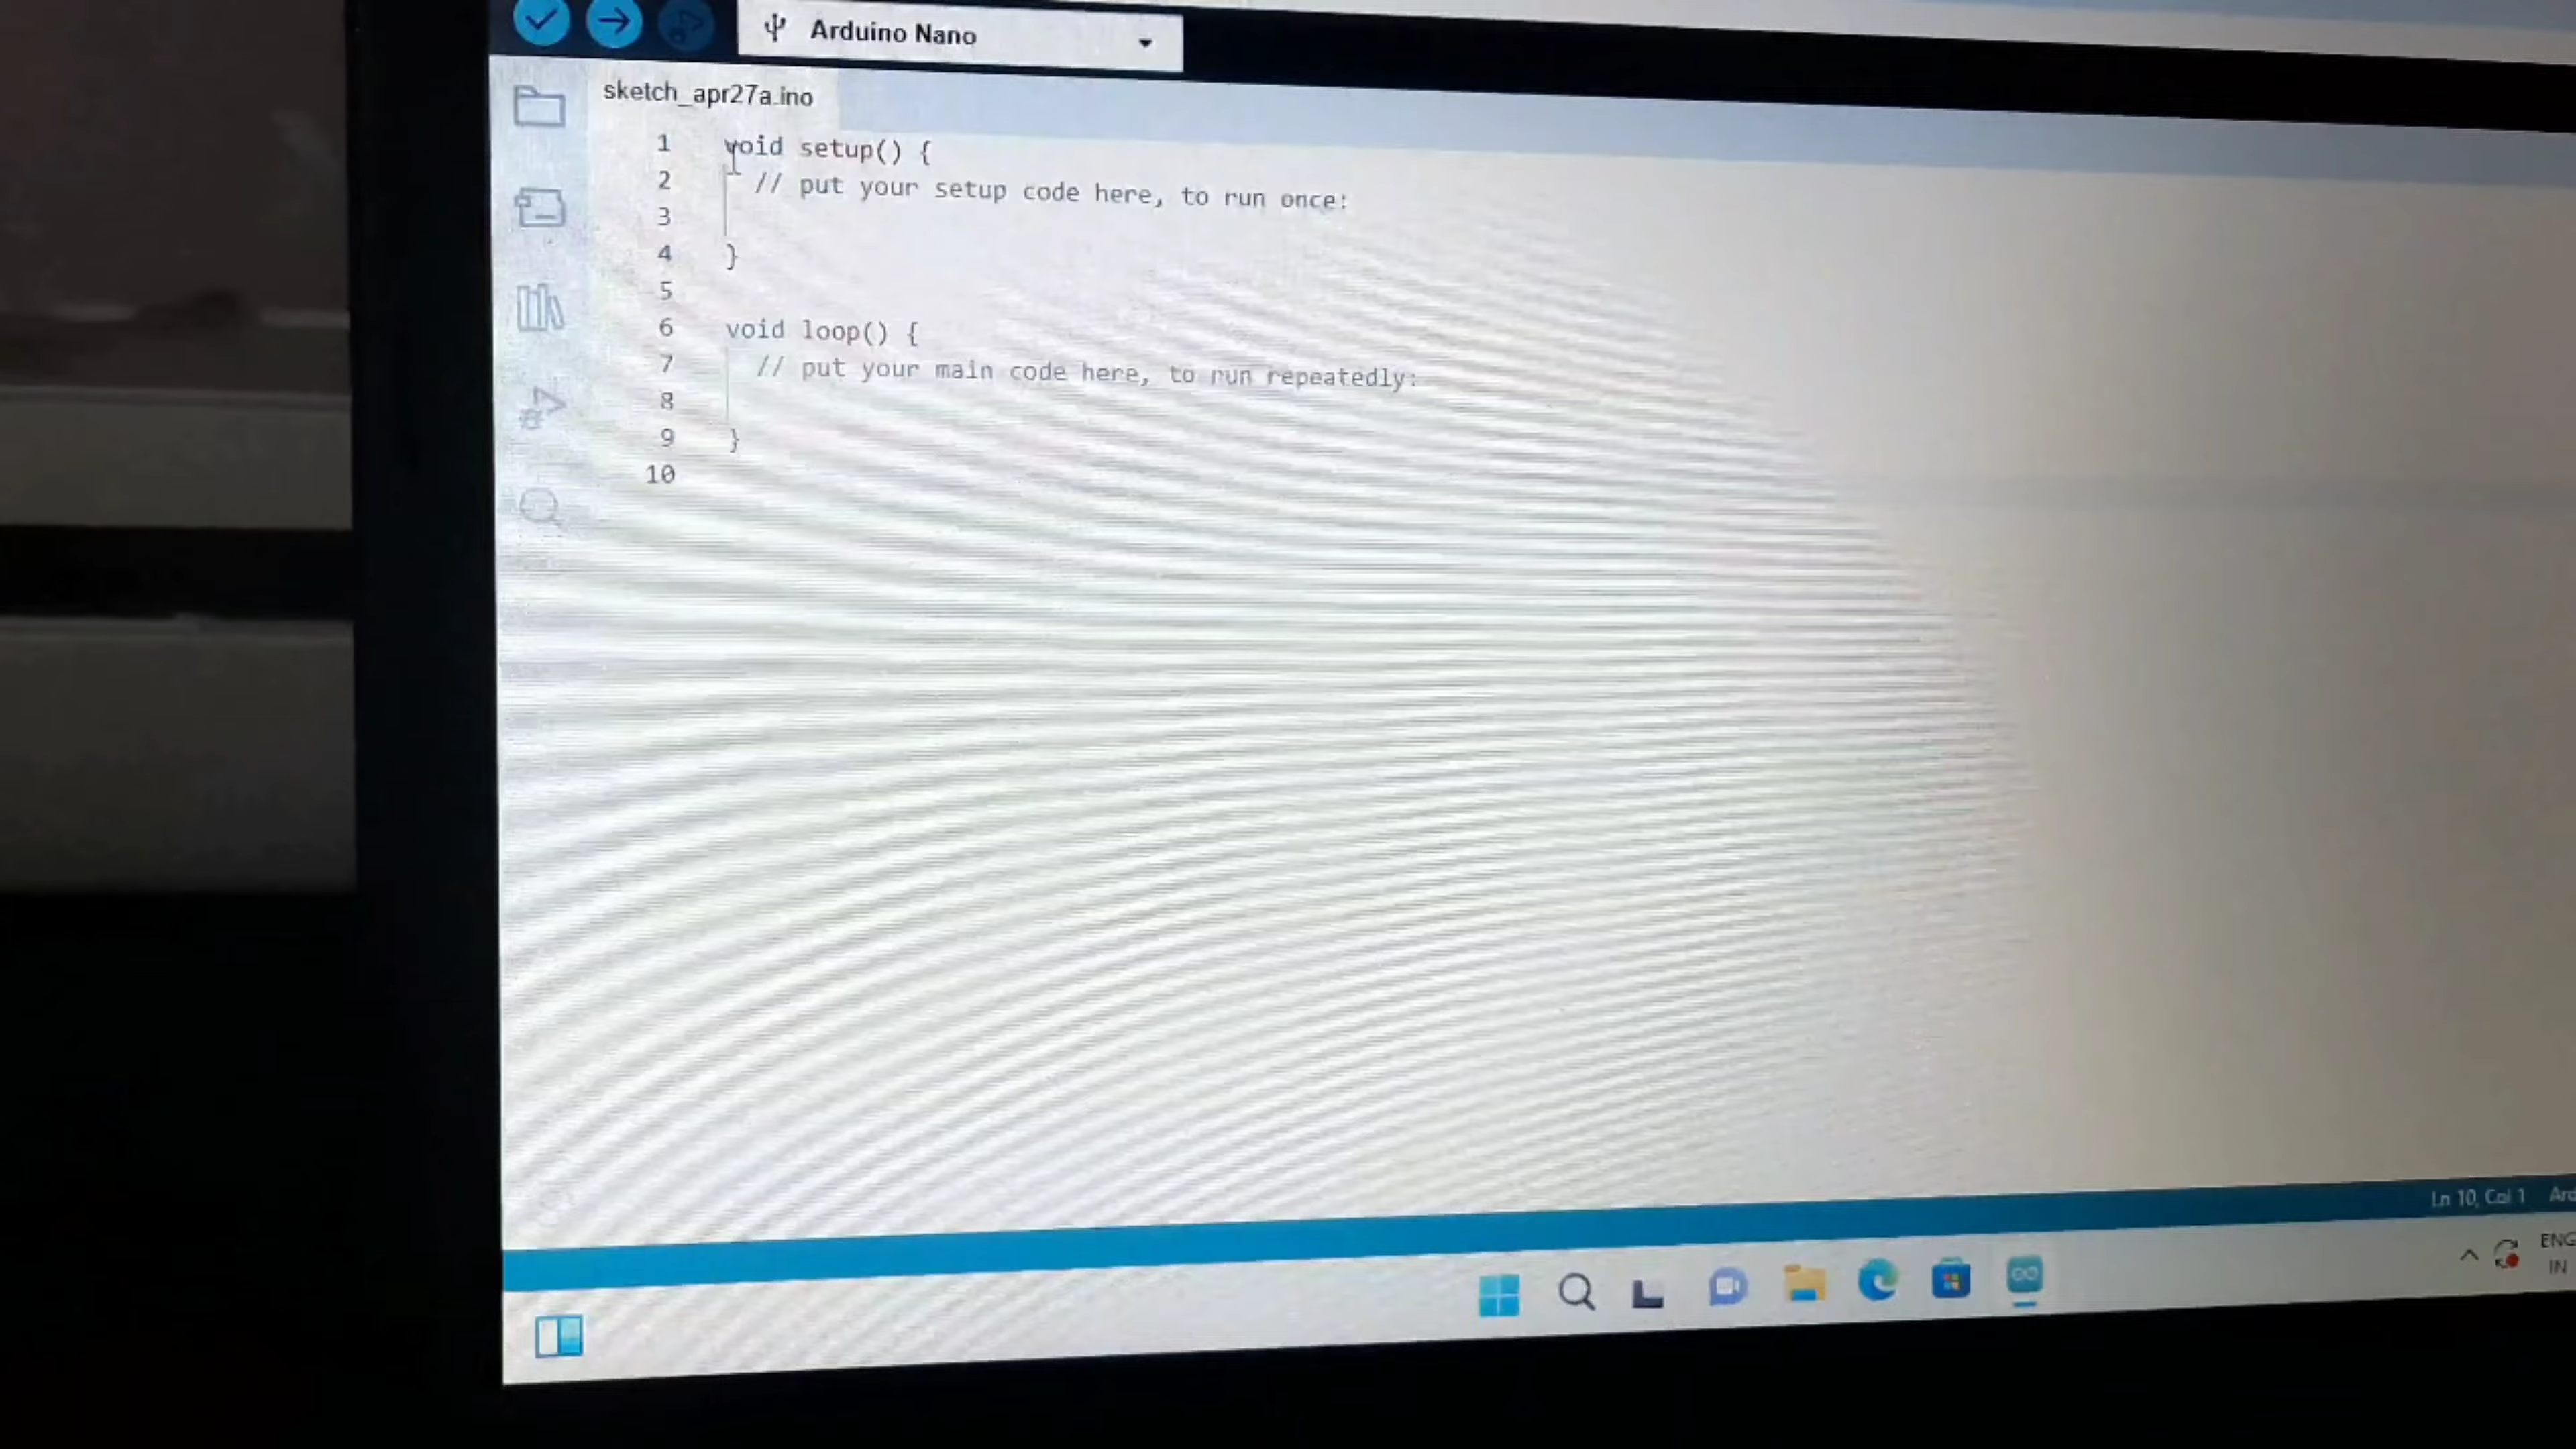 Arduino Nano
sketch_apr27a.ino
1 void setup() {
2 // put your setup code here, to run once:
3
4 }
5
6 void loop() {
7 // put your main code here, to run repeatedly:
8
9 }
10
Ln 10, Col 1
ENG
IN